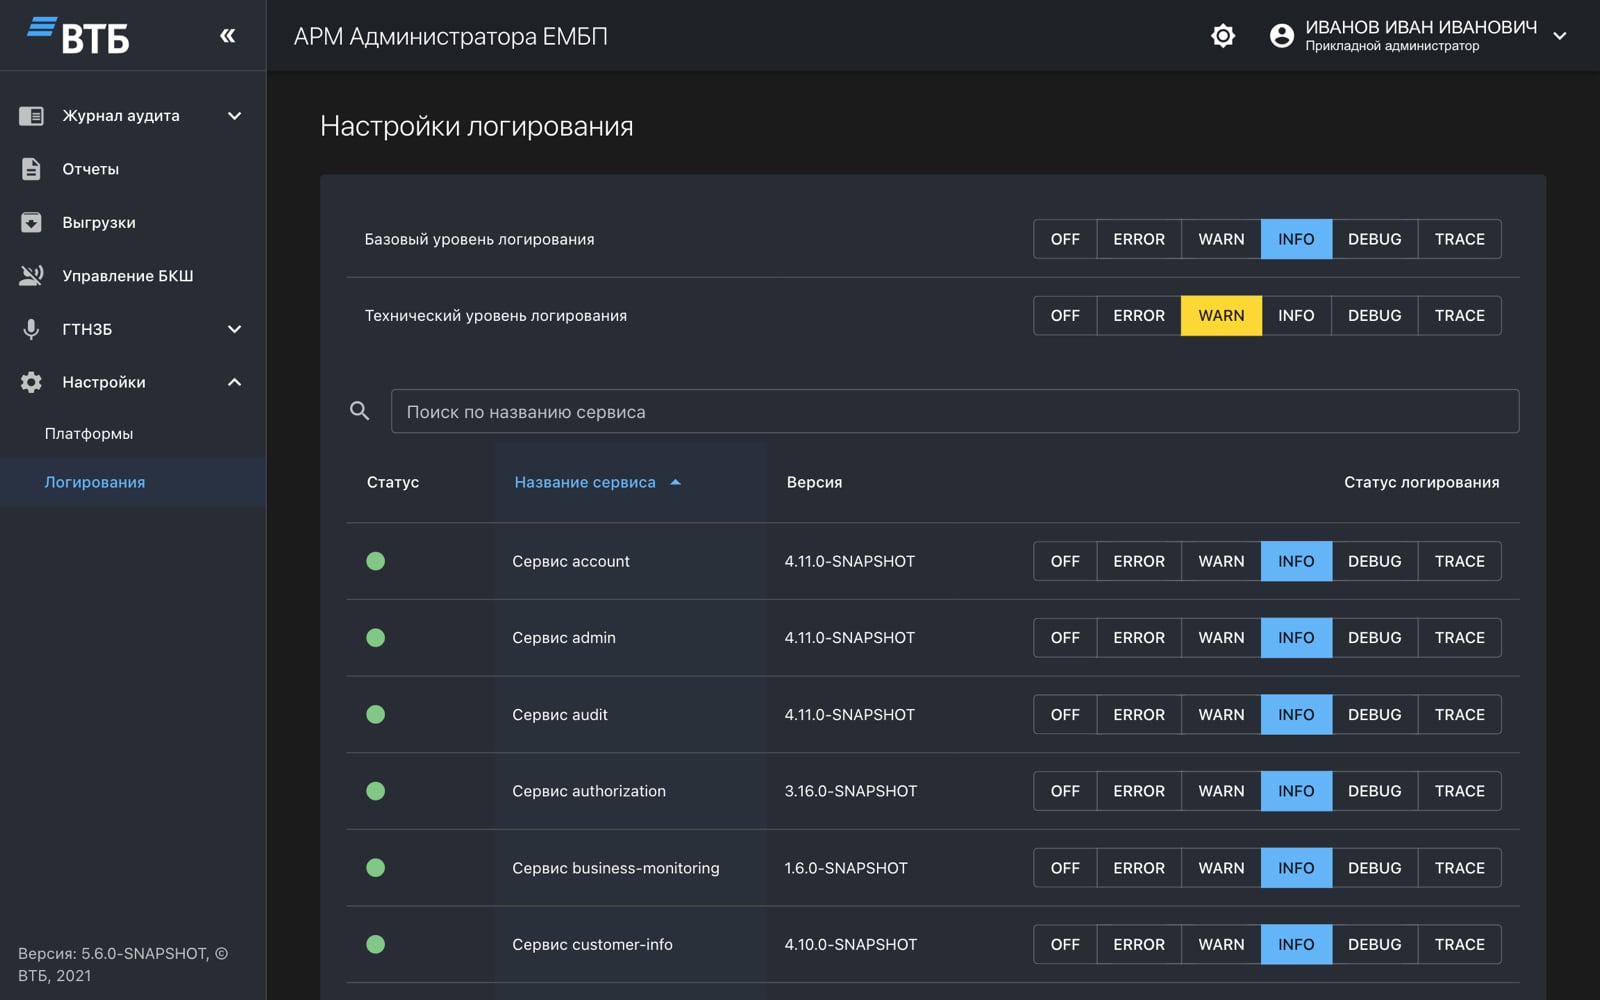 ВТБ
АРМ Администратора ЕМБП
ИВАНОВ ИВАН ИВАНОВИЧ
Прикладной администратор
Журнал аудита
Отчеты
Выгрузки
Управление БКШ
ГТНЗБ
Настройки
Платформы
Логирования
Версия: 5.6.0-SNAPSHOT, ©
ВТБ, 2021
Настройки логирования
Базовый уровень логирования OFF ERROR WARN INFO DEBUG TRACE
Технический уровень логирования OFF ERROR WARN INFO DEBUG TRACE
Поиск по названию сервиса
Статус Название сервиса Версия Статус логирования
Сервис account 4.11.0-SNAPSHOT OFF ERROR WARN INFO DEBUG TRACE
Сервис admin 4.11.0-SNAPSHOT OFF ERROR WARN INFO DEBUG TRACE
Сервис audit 4.11.0-SNAPSHOT OFF ERROR WARN INFO DEBUG TRACE
Сервис authorization 3.16.0-SNAPSHOT OFF ERROR WARN INFO DEBUG TRACE
Сервис business-monitoring 1.6.0-SNAPSHOT OFF ERROR WARN INFO DEBUG TRACE
Сервис customer-info 4.10.0-SNAPSHOT OFF ERROR WARN INFO DEBUG TRACE